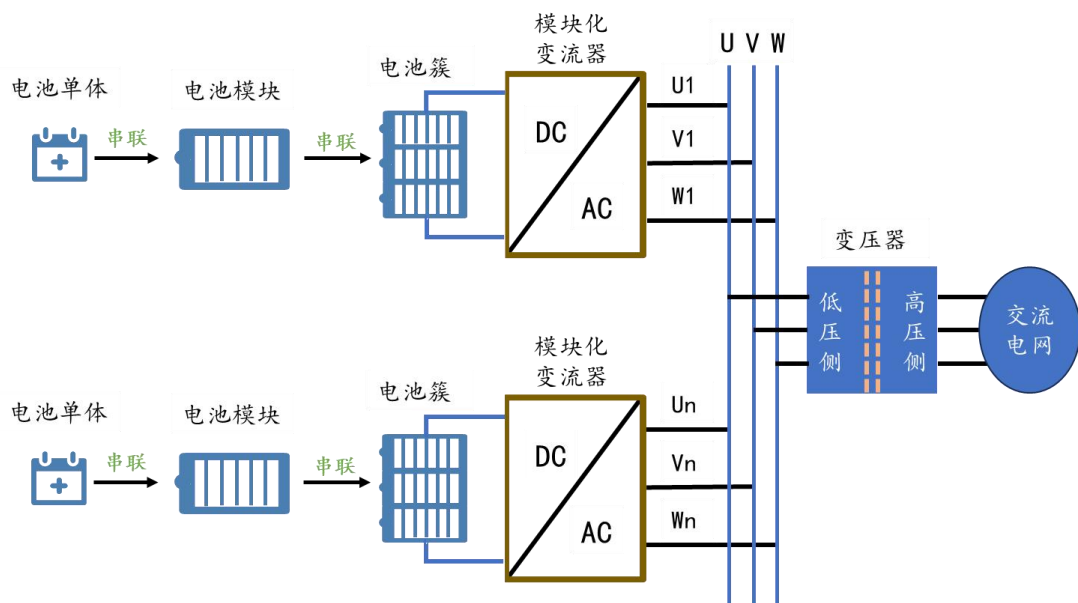 模块化
变流器
U V W
电池簇
电池单体
电池模块
串联
串联
DC
AC
U1
V1
W1
变压器
低压侧
高压侧
交流
电网
模块化
变流器
电池簇
电池单体
电池模块
串联
串联
DC
AC
Un
Vn
Wn